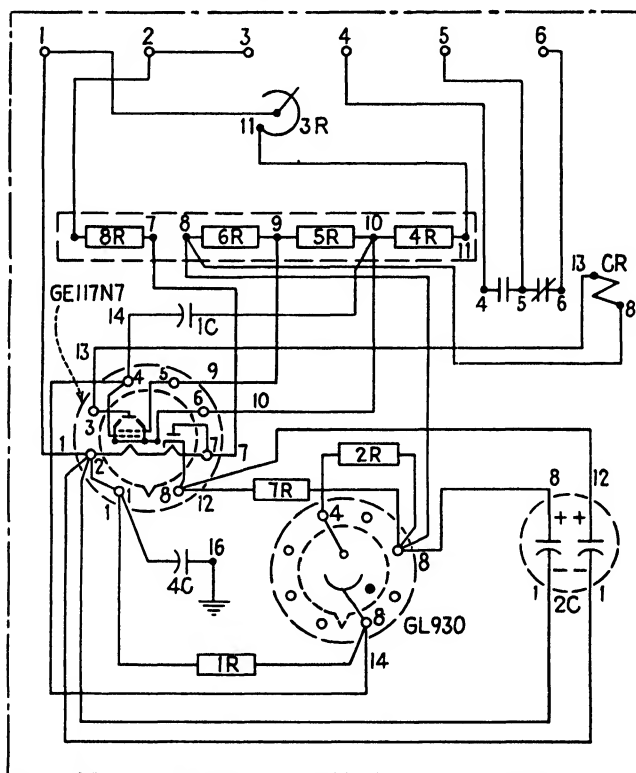 1 2 3 4 5 6
11 3R
8R 7 8 6R 9 5R 10 4R 11
GE117N7
14 1C
4 5 6
13 CR
8
13 4 5 9
3 6 10
1 2 7 7
1 1 8 12
7R 2R
4 8
4C 16
8 12
+ +
- -
1 2C 1
GL930
8
1R 14